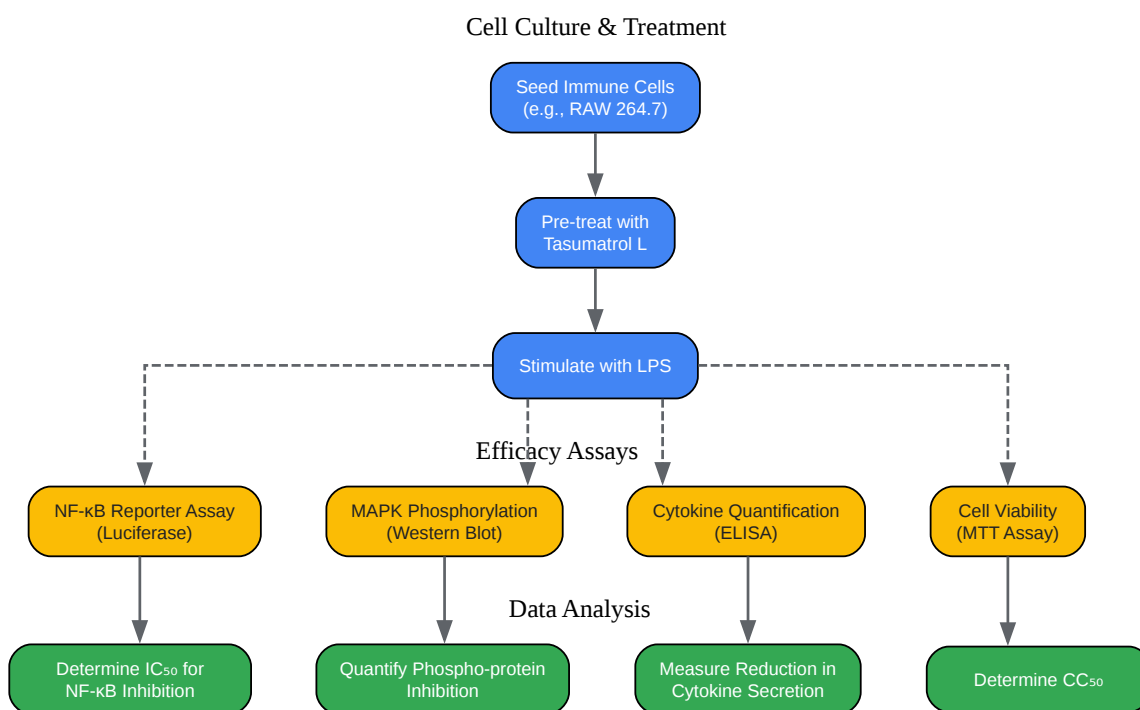 Cell Culture & Treatment
Seed Immune Cells
(e.g., RAW 264.7)
Pre-treat with
Tasumatrol L
Stimulate with LPS
Efficacy Assays
NF-κB Reporter Assay
(Luciferase)
MAPK Phosphorylation
(Western Blot)
Cytokine Quantification
(ELISA)
Cell Viability
(MTT Assay)
Data Analysis
Determine IC₅₀ for
NF-κB Inhibition
Quantify Phospho-protein
Inhibition
Measure Reduction in
Cytokine Secretion
Determine CC₅₀